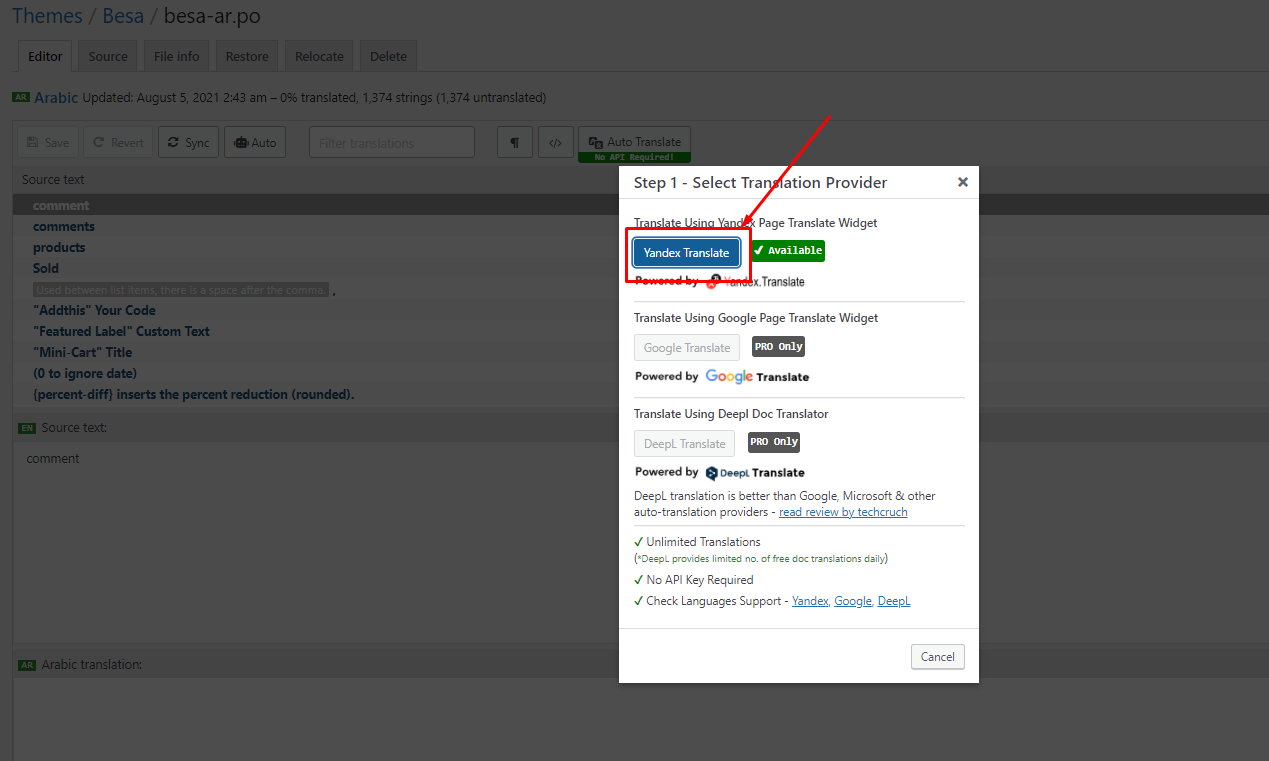 Themes / Besa / besa-ar.po
Editor Source File info Restore Relocate Delete
AR Arabic Updated: August 5, 2021 2:43 am – 0% translated, 1,374 strings (1,374 untranslated)
Save Revert Sync Auto Filter translations ¶ </> Auto Translate
No API Required!
Source text
comment
comments
products
Sold
Used between list items, there is a space after the comma. ,
"Addthis" Your Code
"Featured Label" Custom Text
"Mini-Cart" Title
(0 to ignore date)
{percent-diff} inserts the percent reduction (rounded).
EN Source text:
comment
AR Arabic translation:
Step 1 - Select Translation Provider ×
Translate Using Yandex Page Translate Widget
Yandex Translate ✔ Available
Powered by Yandex.Translate
Translate Using Google Page Translate Widget
Google Translate PRO Only
Powered by Google Translate
Translate Using Deepl Doc Translator
DeepL Translate PRO Only
Powered by DeepL Translate
DeepL translation is better than Google, Microsoft & other
auto-translation providers - read review by techcruch
✓ Unlimited Translations
(*DeepL provides limited no. of free doc translations daily)
✓ No API Key Required
✓ Check Languages Support - Yandex, Google, DeepL
Cancel